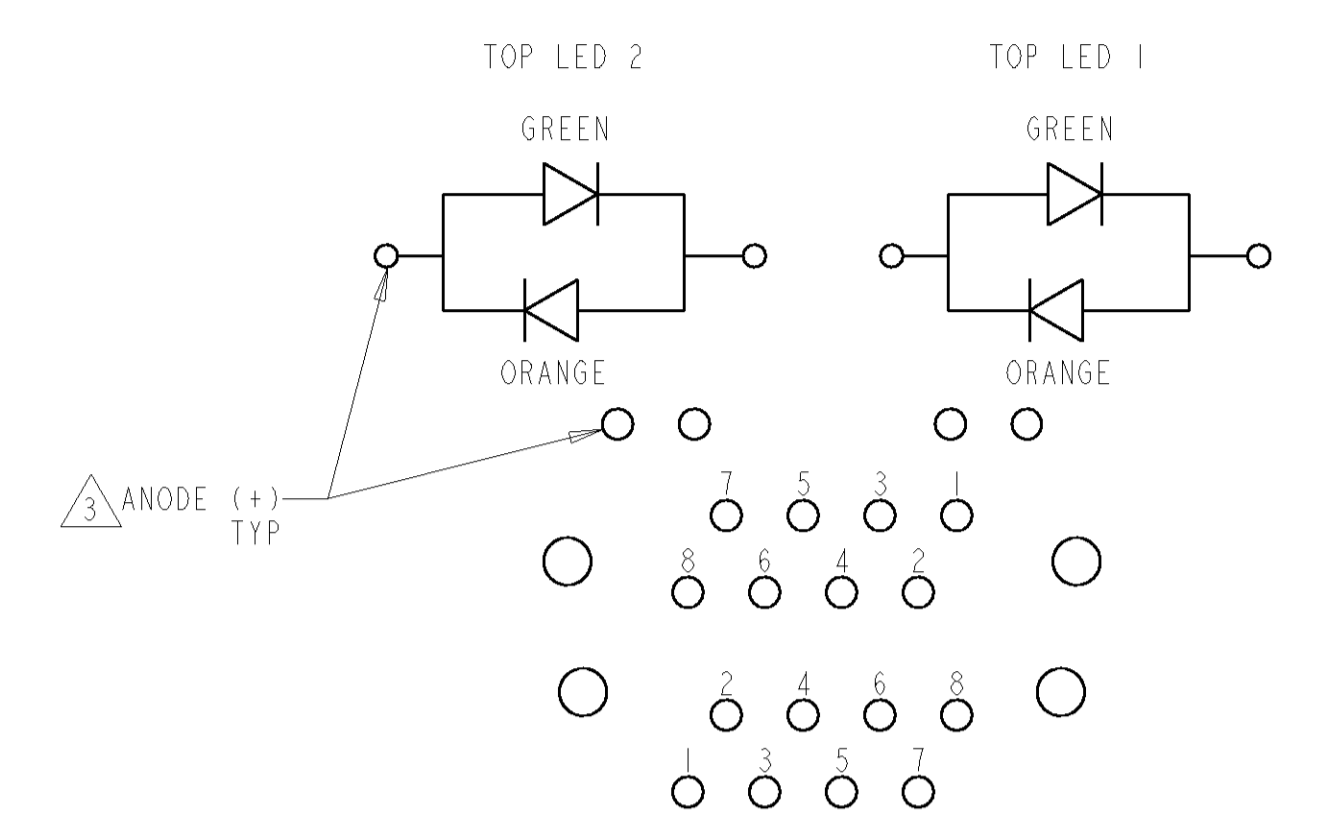 TOP LED 2 TOP LED 1
GREEN GREEN
ORANGE ORANGE
3 ANODE (+)
TYP
7 5 3 1
8 6 4 2
2 4 6 8
1 3 5 7